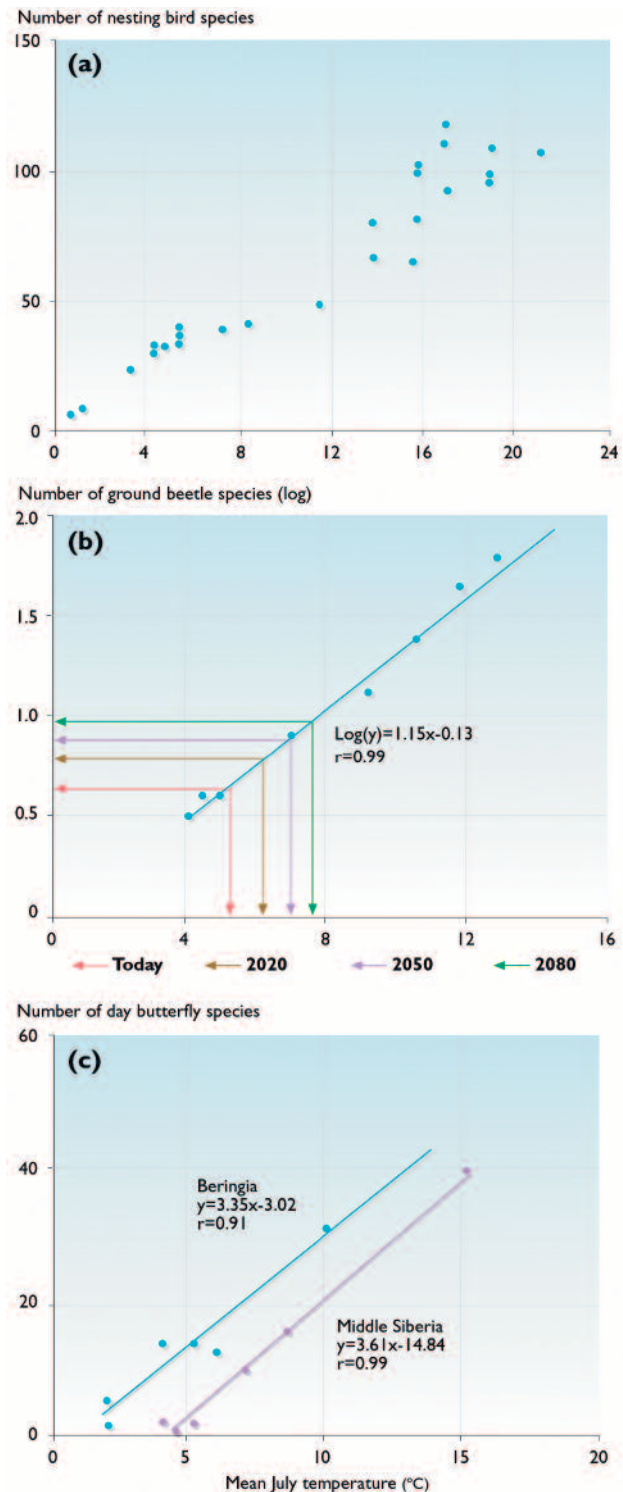 Number of nesting bird species
150
(a)
100
50
0
0 4 8 12 16 20 24
Number of ground beetle species (log)
2.0
(b)
1.5
1.0
Log(y)=1.15x-0.13
r=0.99
0.5
0
0 4 8 12 16
Today 2020 2050 2080
Number of day butterfly species
60
(c)
40
Beringia
y=3.35x-3.02
r=0.91
20
Middle Siberia
y=3.61x-14.84
r=0.99
0
0 5 10 15 20
Mean July temperature (°C)